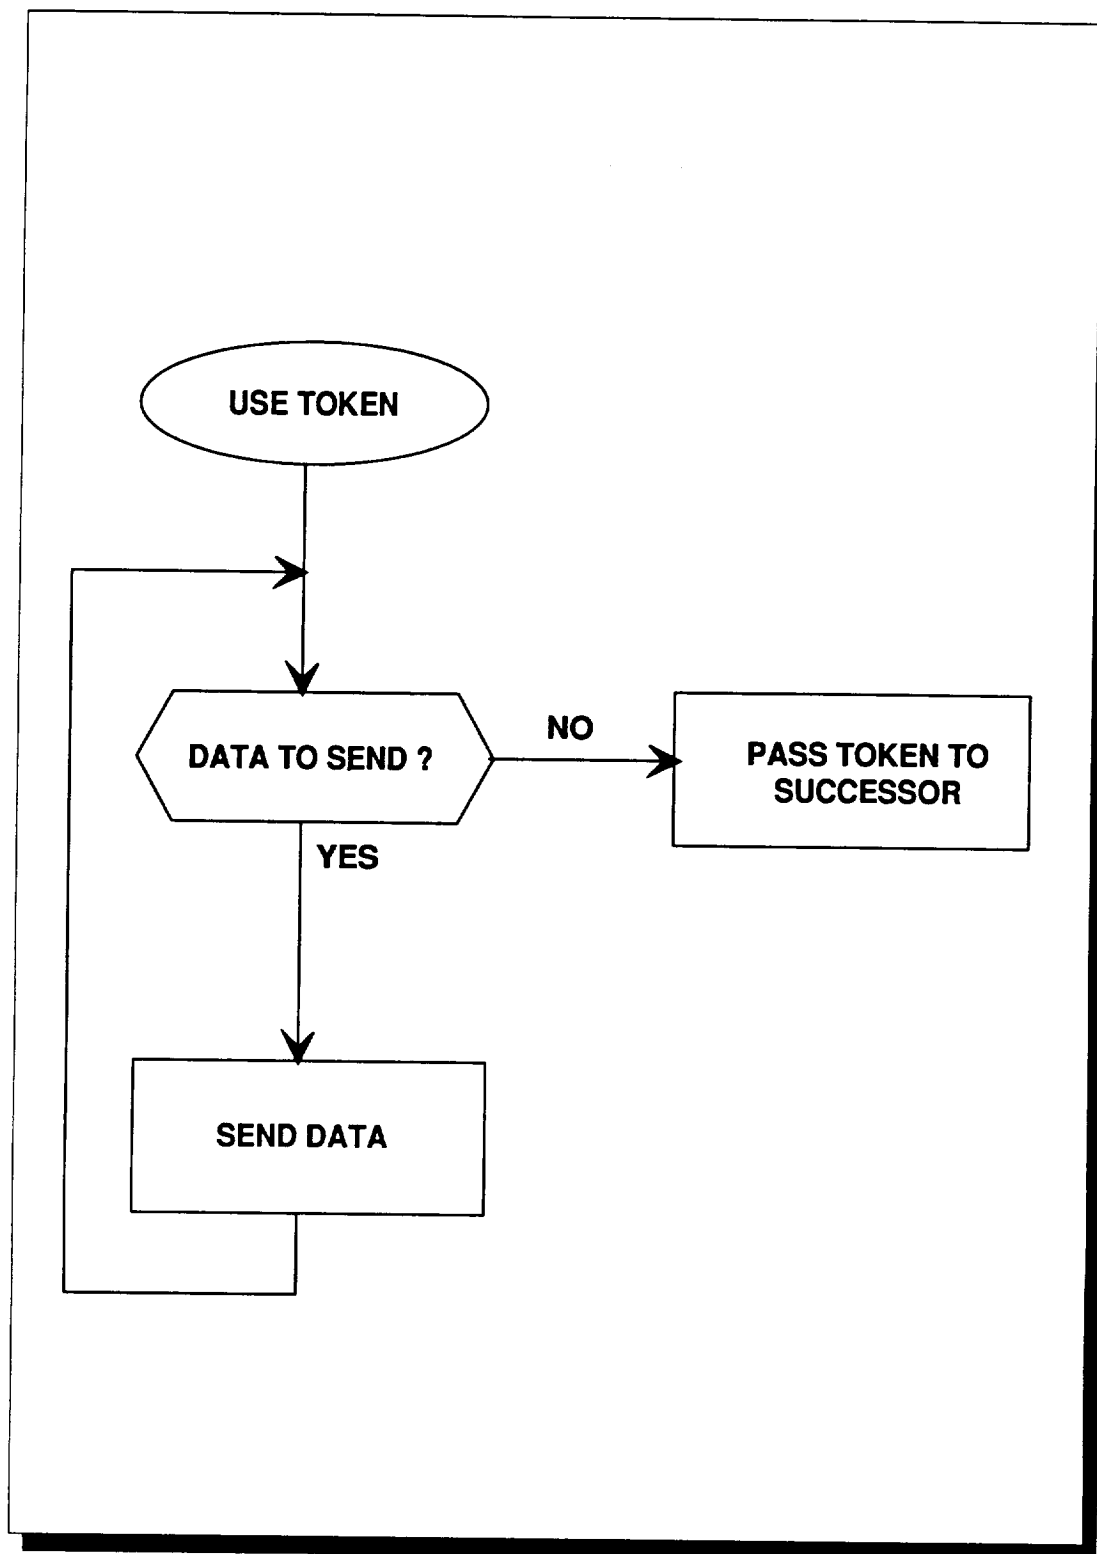 USE TOKEN
DATA TO SEND ?
NO
PASS TOKEN TO
SUCCESSOR
YES
SEND DATA